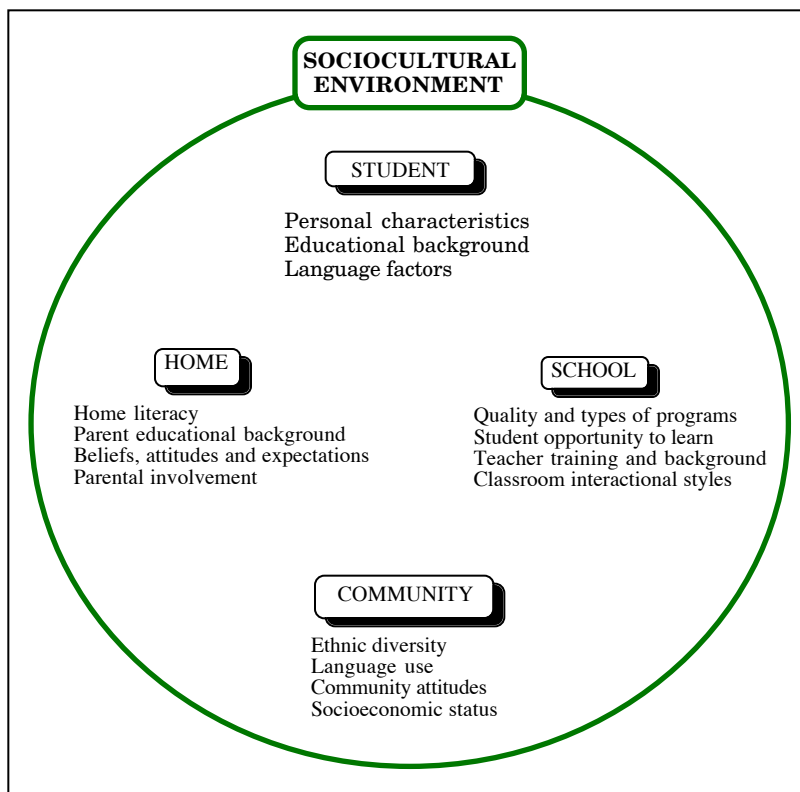 SOCIOCULTURAL
ENVIRONMENT
STUDENT
Personal characteristics
Educational background
Language factors
HOME
Home literacy
Parent educational background
Beliefs, attitudes and expectations
Parental involvement
SCHOOL
Quality and types of programs
Student opportunity to learn
Teacher training and background
Classroom interactional styles
COMMUNITY
Ethnic diversity
Language use
Community attitudes
Socioeconomic status